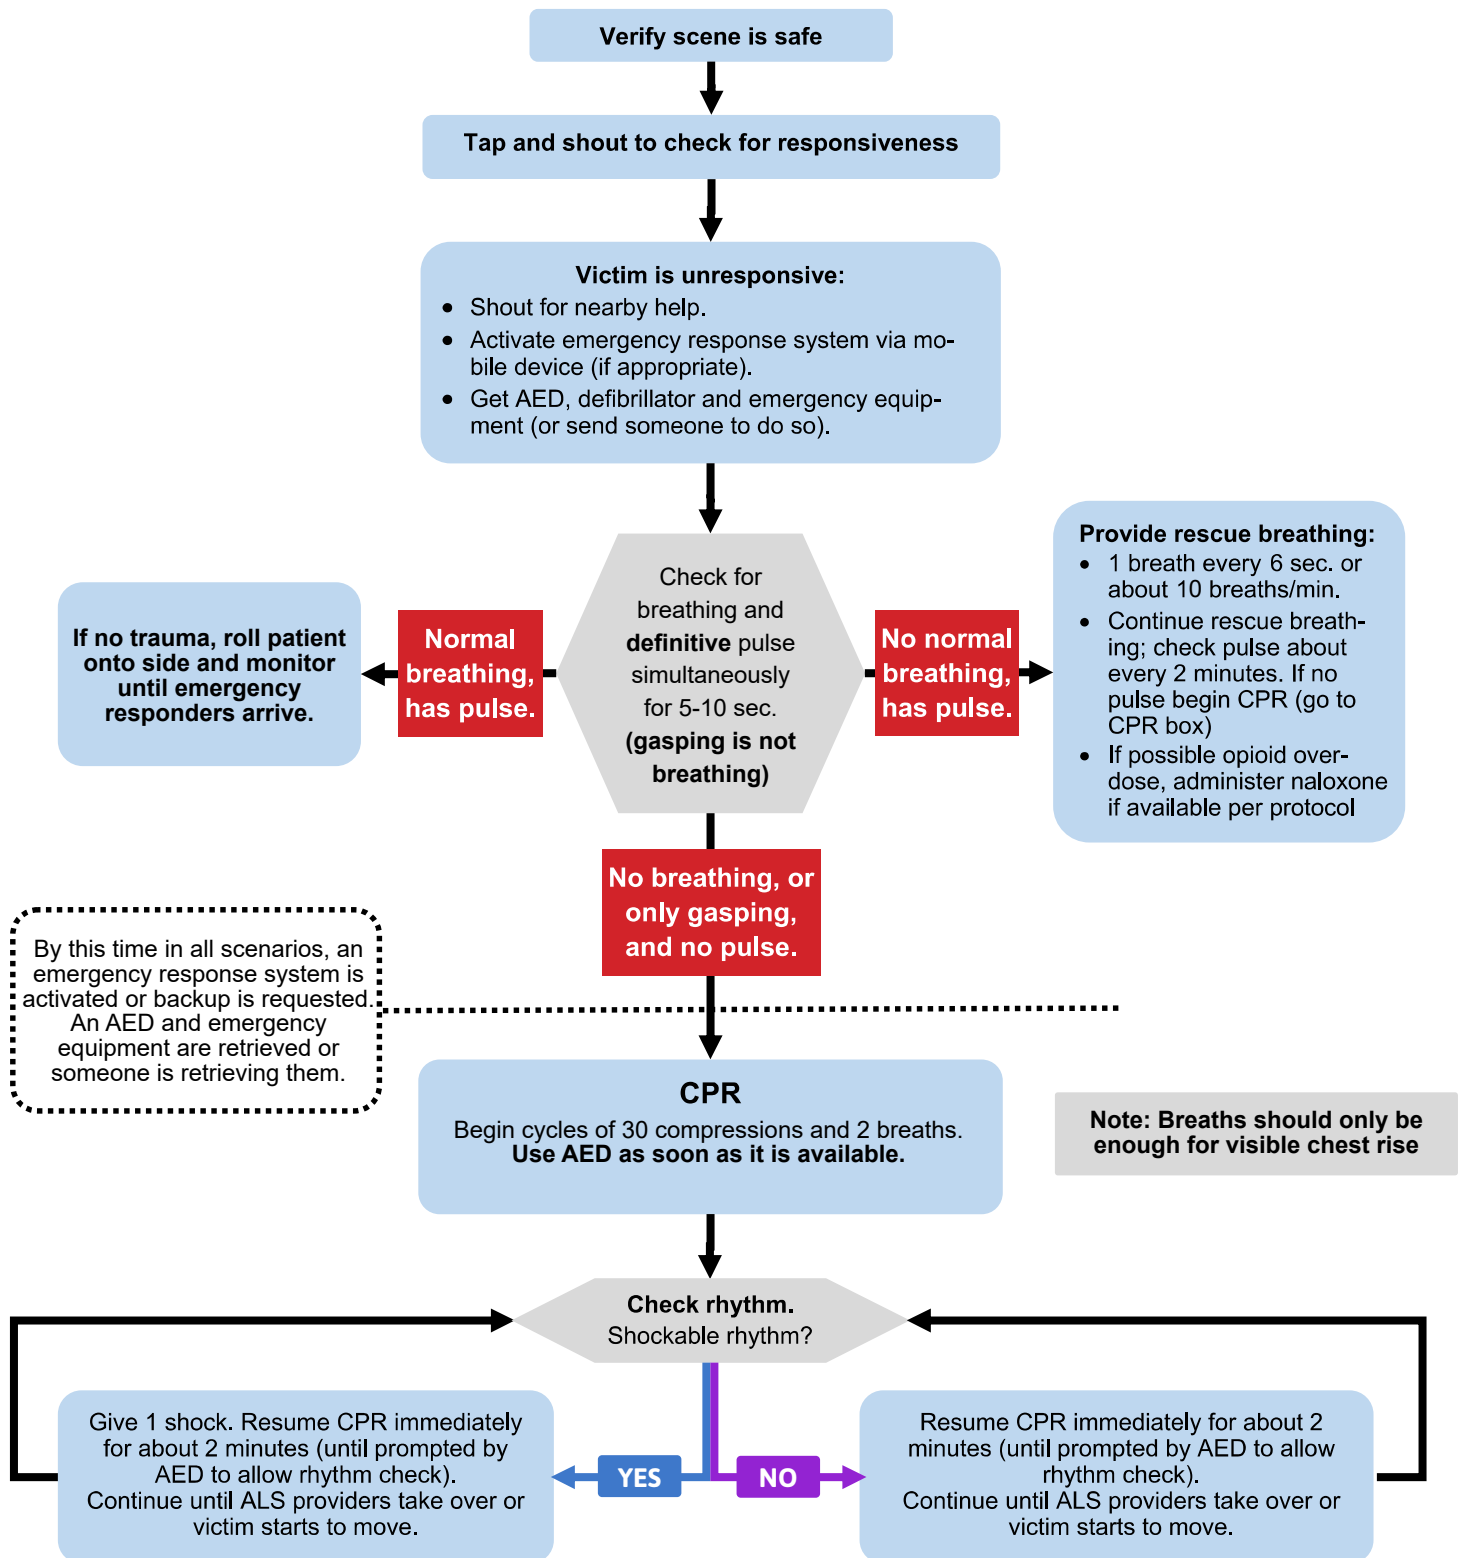 Verify scene is safe
Tap and shout to check for responsiveness
Victim is unresponsive:
• Shout for nearby help.
• Activate emergency response system via mo-
bile device (if appropriate).
• Get AED, defibrillator and emergency equip-
ment (or send someone to do so).
Check for
breathing and
definitive pulse
simultaneously
for 5-10 sec.
(gasping is not
breathing)
Normal
breathing,
has pulse.
If no trauma, roll patient
onto side and monitor
until emergency
responders arrive.
No normal
breathing,
has pulse.
Provide rescue breathing:
• 1 breath every 6 sec. or
about 10 breaths/min.
• Continue rescue breath-
ing; check pulse about
every 2 minutes. If no
pulse begin CPR (go to
CPR box)
• If possible opioid over-
dose, administer naloxone
if available per protocol
No breathing, or
only gasping,
and no pulse.
By this time in all scenarios, an
emergency response system is
activated or backup is requested.
An AED and emergency
equipment are retrieved or
someone is retrieving them.
CPR
Begin cycles of 30 compressions and 2 breaths.
Use AED as soon as it is available.
Note: Breaths should only be
enough for visible chest rise
Check rhythm.
Shockable rhythm?
YES
NO
Give 1 shock. Resume CPR immediately
for about 2 minutes (until prompted by
AED to allow rhythm check).
Continue until ALS providers take over or
victim starts to move.
Resume CPR immediately for about 2
minutes (until prompted by AED to allow
rhythm check).
Continue until ALS providers take over or
victim starts to move.